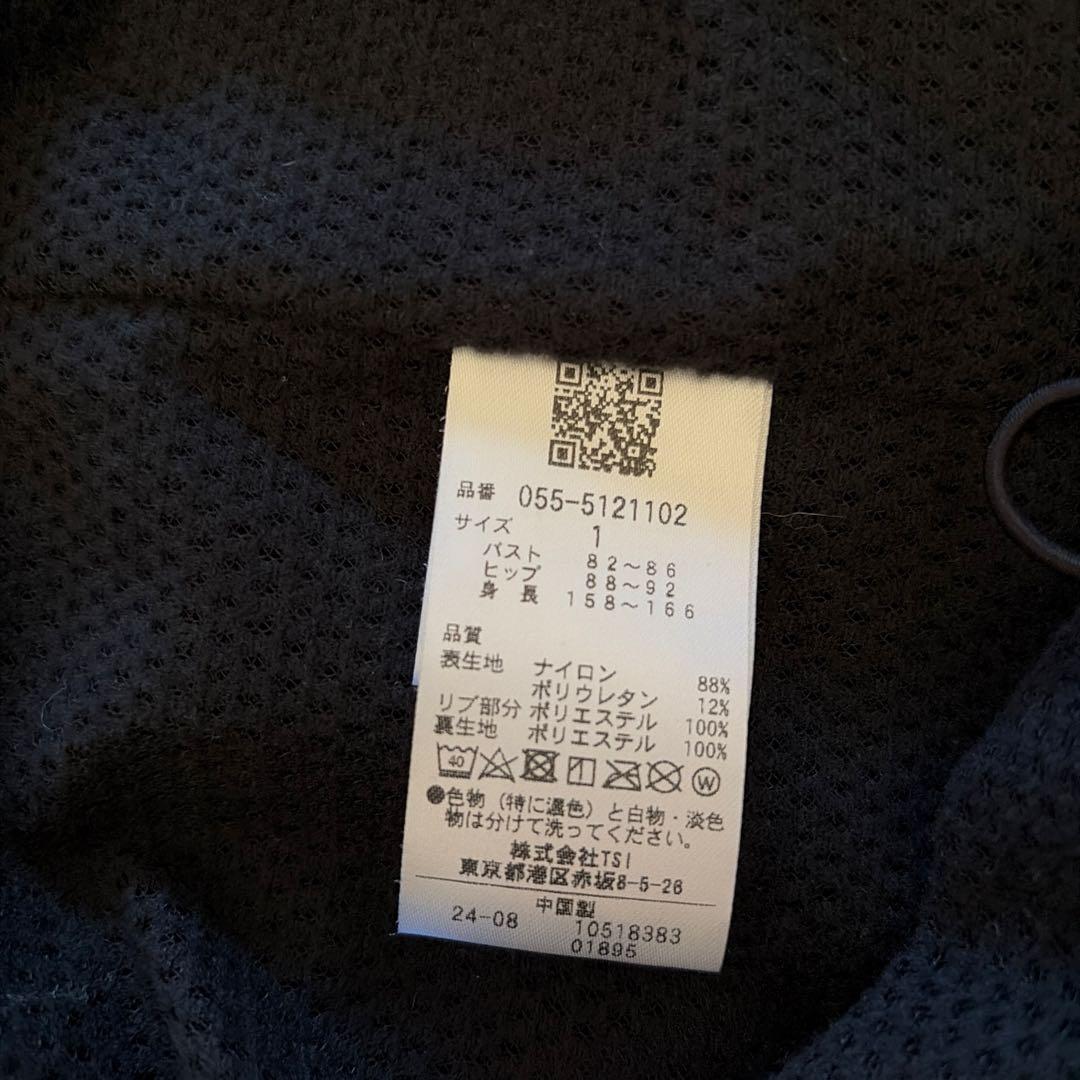 品番 055-5121102
サイズ 1
バスト 82~86
ヒップ 88~92
身長 158~166
品質
表生地 ナイロン 88%
ポリウレタン 12%
リブ部分 ポリエステル 100%
裏生地 ポリエステル 100%
40 W
●色物(特に濃色)と白物・淡色
物は分けて洗ってください。
株式会社TSI
東京都港区赤坂8-5-26
中国製
24-08 10518383
01895